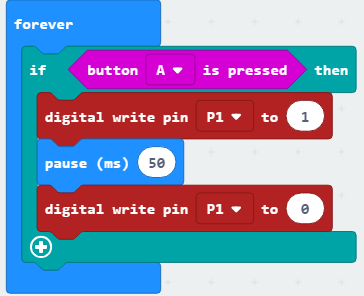 forever
if button A is pressed then
digital write pin P1 to 1
pause (ms) 50
digital write pin P1 to 0